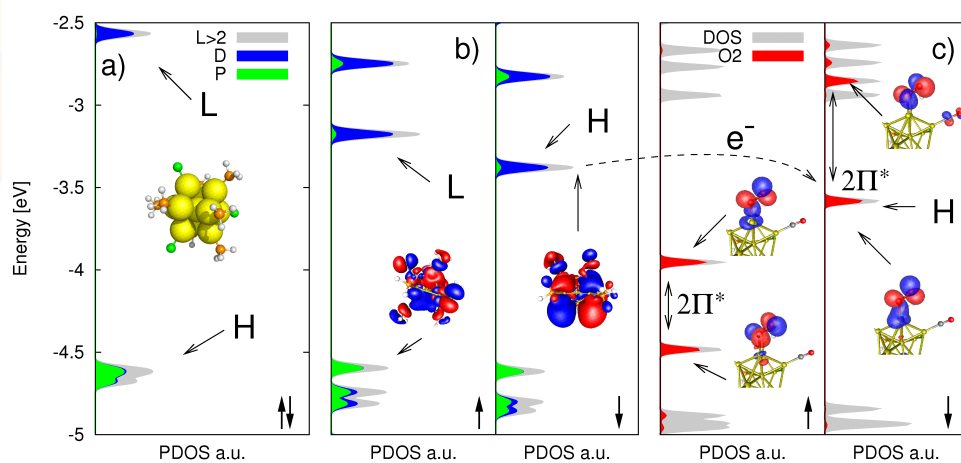 -2.5
-3
-3.5
-4
-4.5
-5
Energy [eV]
a)
L>2
D
P
L
H
PDOS a.u.
b)
L
H
PDOS a.u.
PDOS a.u.
e⁻
c)
DOS
O2
2Π*
2Π*
H
PDOS a.u.
PDOS a.u.